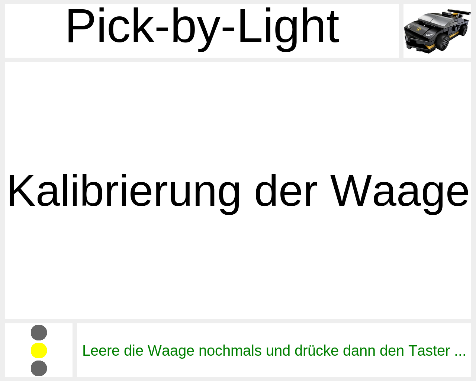 Pick-by-Light
Kalibrierung der Waage
Leere die Waage nochmals und drücke dann den Taster ...